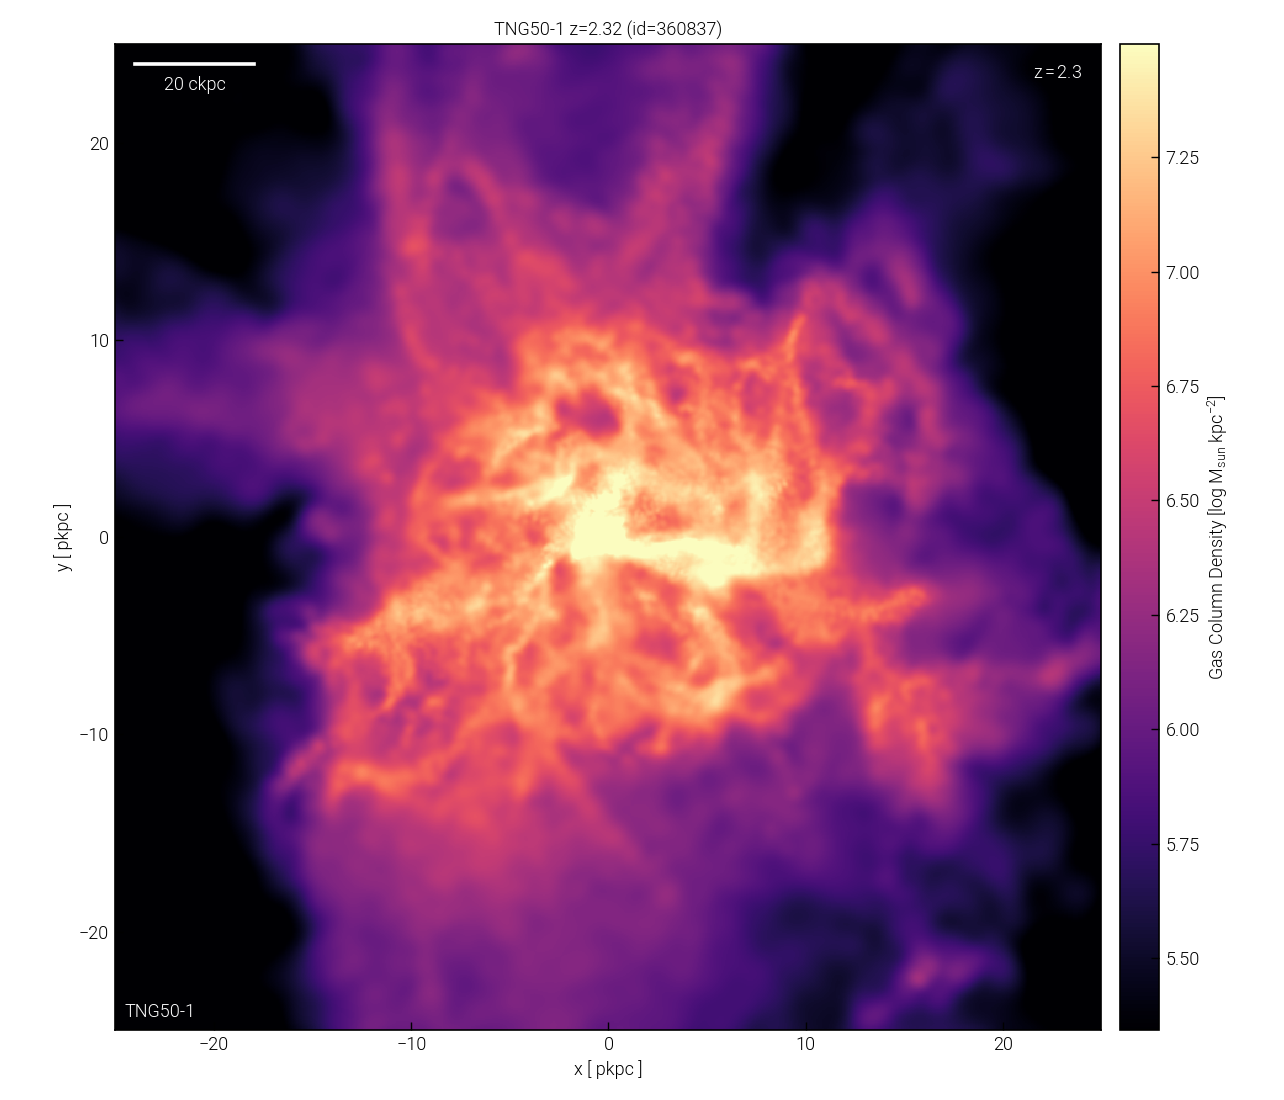 TNG50-1 z=2.32 (id=360837)
20 ckpc
z=2.3
TNG50-1
20
10
0
−10
−20
y [ pkpc ]
−20
−10
0
10
20
x [ pkpc ]
7.25
7.00
6.75
6.50
6.25
6.00
5.75
5.50
Gas Column Density [log M_sun kpc^−2]